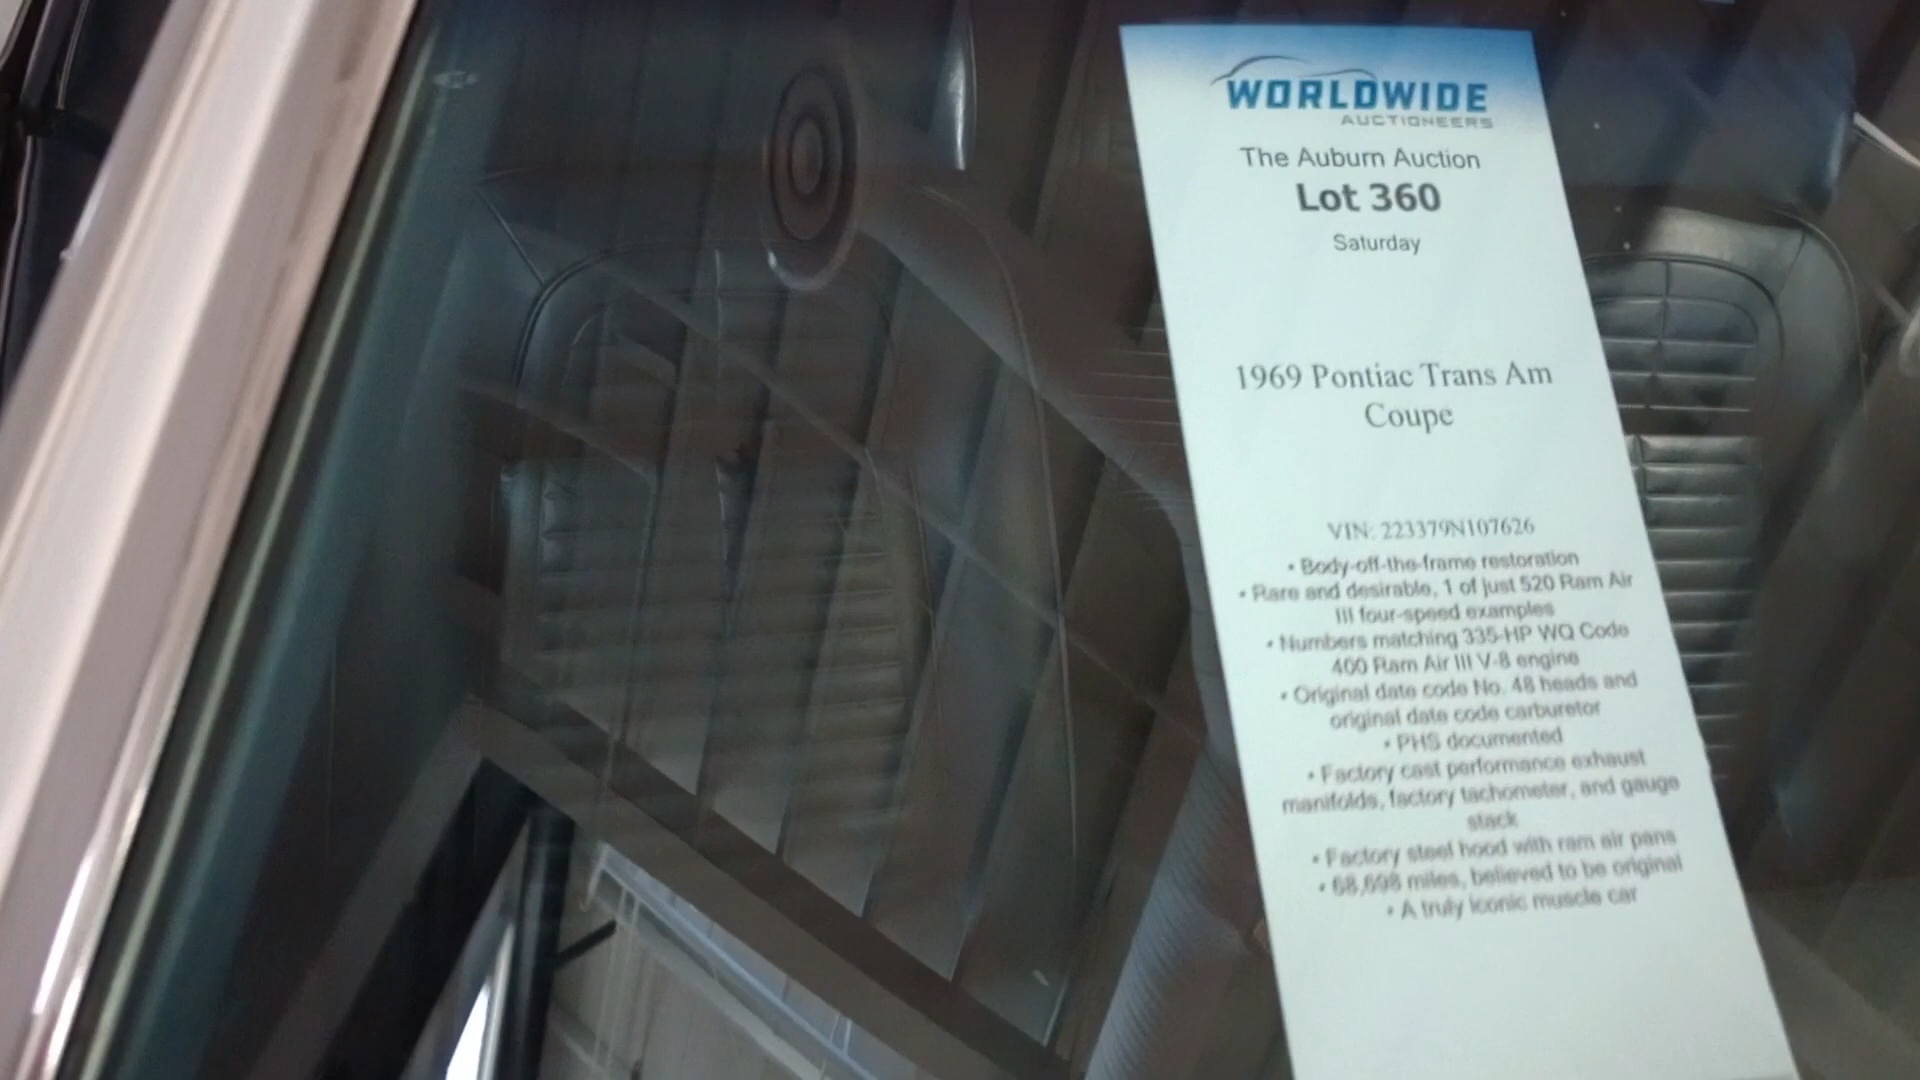 WORLDWIDE
AUCTIONEERS
The Auburn Auction
Lot 360
Saturday
1969 Pontiac Trans Am
Coupe
VIN: 223379N107626
• Body-off-the-frame restoration
• Rare and desirable, 1 of just 520 Ram Air
III four-speed examples
• Numbers matching 335-HP WQ Code
400 Ram Air III V-8 engine
• Original date code No. 48 heads and
original date code carburetor
• PHS documented
• Factory cast performance exhaust
manifolds, factory tachometer, and gauge
stack
• Factory steel hood with ram air pans
• 68,698 miles, believed to be original
• A truly iconic muscle car